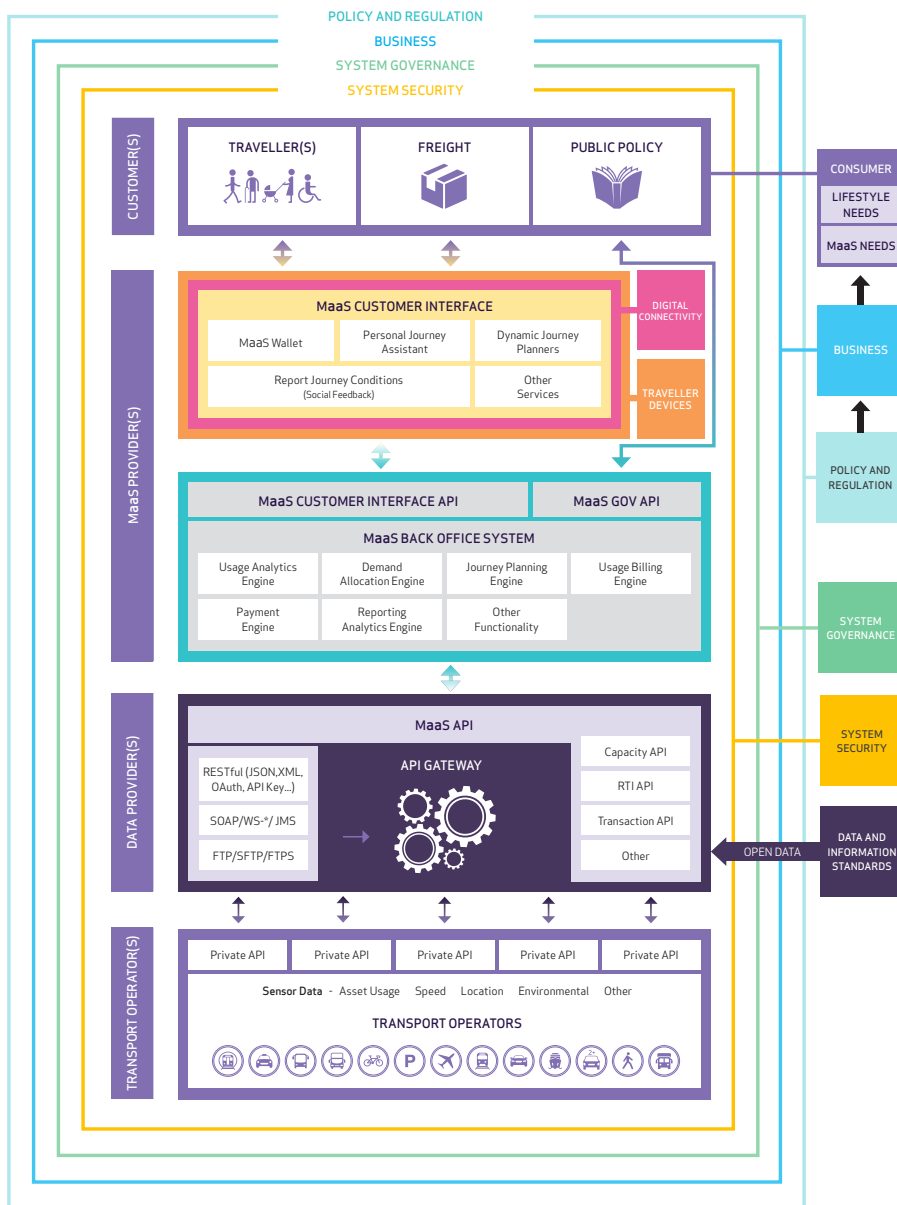 POLICY AND REGULATION
BUSINESS
SYSTEM GOVERNANCE
SYSTEM SECURITY
CUSTOMER(S)
TRAVELLER(S)
FREIGHT
PUBLIC POLICY
CONSUMER
LIFESTYLE
NEEDS
MaaS NEEDS
MaaS PROVIDER(S)
MaaS CUSTOMER INTERFACE
MaaS Wallet
Personal Journey
Assistant
Dynamic Journey
Planners
Report Journey Conditions
(Social Feedback)
Other
Services
DIGITAL
CONNECTIVITY
TRAVELLER
DEVICES
BUSINESS
POLICY AND
REGULATION
MaaS CUSTOMER INTERFACE API
MaaS GOV API
MaaS BACK OFFICE SYSTEM
Usage Analytics
Engine
Demand
Allocation Engine
Journey Planning
Engine
Usage Billing
Engine
Payment
Engine
Reporting
Analytics Engine
Other
Functionality
SYSTEM
GOVERNANCE
SYSTEM
SECURITY
DATA PROVIDER(S)
MaaS API
RESTful (JSON,XML,
OAuth, API Key...)
SOAP/WS-*/ JMS
FTP/SFTP/FTPS
API GATEWAY
Capacity API
RTI API
Transaction API
Other
OPEN DATA
DATA AND
INFORMATION
STANDARDS
TRANSPORT OPERATOR(S)
Private API
Private API
Private API
Private API
Private API
Sensor Data - Asset Usage Speed Location Environmental Other
TRANSPORT OPERATORS
P
2+